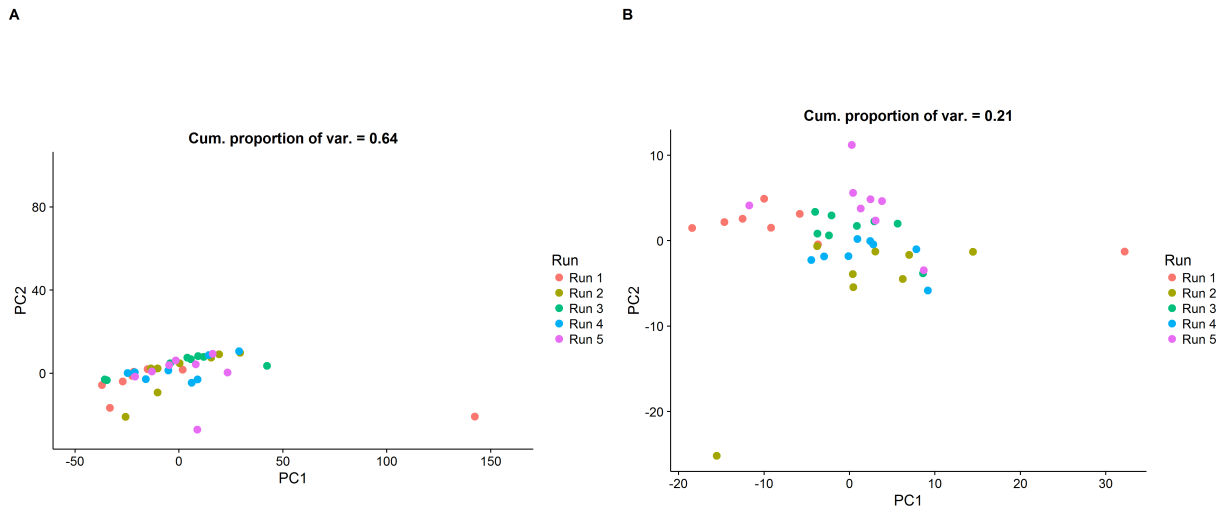 A
Cum. proportion of var. = 0.64
80
40
0
PC2
-50
0
50
100
150
PC1
Run
Run 1
Run 2
Run 3
Run 4
Run 5
B
Cum. proportion of var. = 0.21
10
0
-10
-20
PC2
-20
-10
0
10
20
30
PC1
Run
Run 1
Run 2
Run 3
Run 4
Run 5